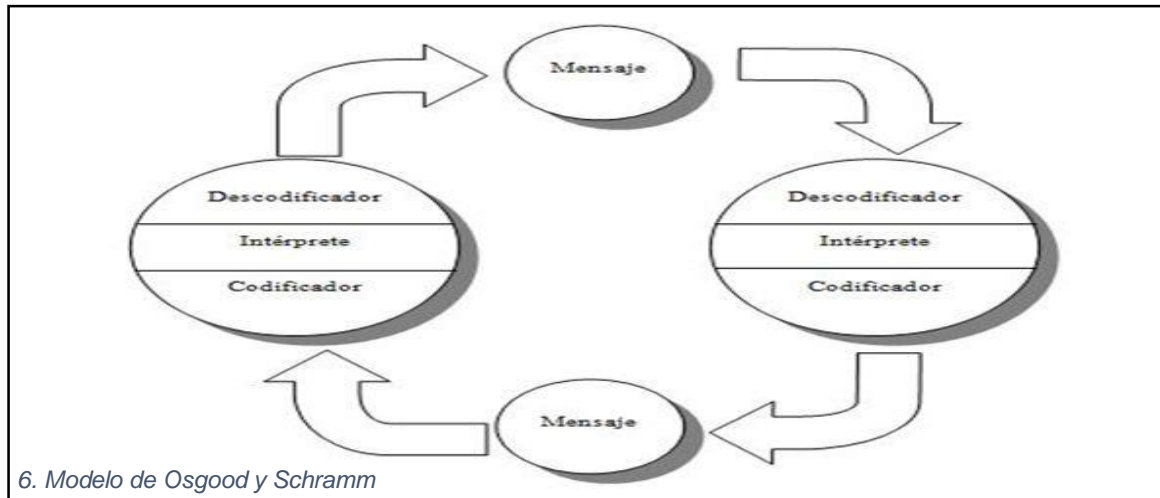 Mensaje
Descodificador
Intérprete
Codificador
Descodificador
Intérprete
Codificador
Mensaje
6. Modelo de Osgood y Schramm